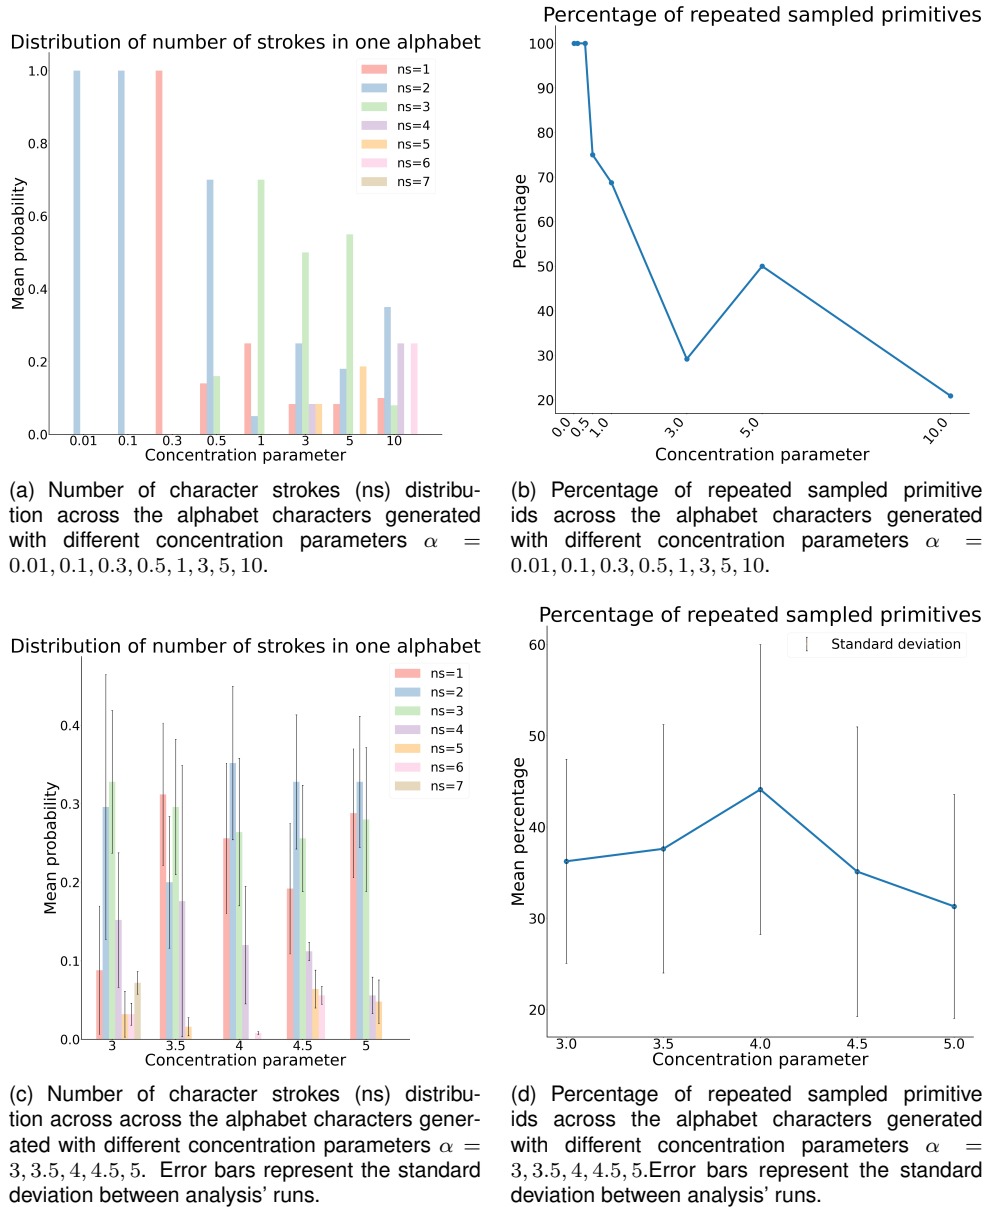 Distribution of number of strokes in one alphabet
1.0
0.8
0.6
0.4
0.2
0.0
Mean probability
ns=1
ns=2
ns=3
ns=4
ns=5
ns=6
ns=7
0.01 0.1 0.3 0.5 1 3 5 10
Concentration parameter
(a) Number of character strokes (ns) distribu-
tion across the alphabet characters generated
with different concentration parameters α =
0.01, 0.1, 0.3, 0.5, 1, 3, 5, 10.
Percentage of repeated sampled primitives
100
90
80
70
60
50
40
30
20
Percentage
0.0 0.5 1.0 3.0 5.0 10.0
Concentration parameter
(b) Percentage of repeated sampled primitive
ids across the alphabet characters generated
with different concentration parameters α =
0.01, 0.1, 0.3, 0.5, 1, 3, 5, 10.
Distribution of number of strokes in one alphabet
0.4
0.3
0.2
0.1
0.0
Mean probability
ns=1
ns=2
ns=3
ns=4
ns=5
ns=6
ns=7
3 3.5 4 4.5 5
Concentration parameter
(c) Number of character strokes (ns) distribu-
tion across across the alphabet characters gener-
ated with different concentration parameters α =
3, 3.5, 4, 4.5, 5. Error bars represent the standard
deviation between analysis' runs.
Percentage of repeated sampled primitives
60
50
40
30
20
Mean percentage
Standard deviation
3.0 3.5 4.0 4.5 5.0
Concentration parameter
(d) Percentage of repeated sampled primitive
ids across the alphabet characters generated
with different concentration parameters α =
3, 3.5, 4, 4.5, 5.Error bars represent the standard
deviation between analysis' runs.